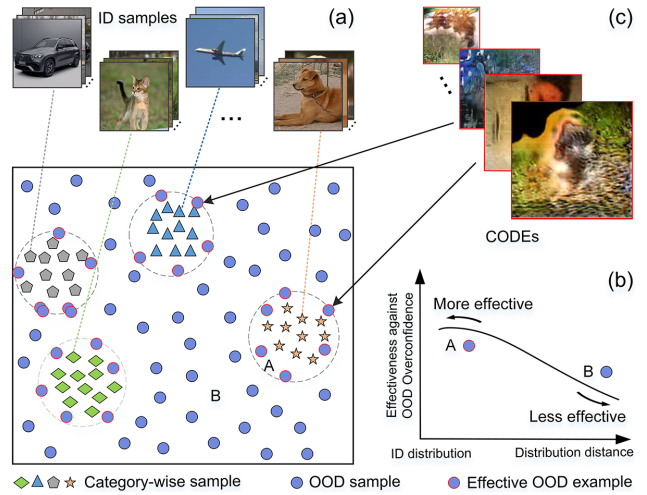 ID samples
(a)
(c)
...
...
CODEs
A
B
(b)
Effectiveness against
OOD Overconfidence
More effective
A
B
Less effective
ID distribution
Distribution distance
Category-wise sample
OOD sample
Effective OOD example